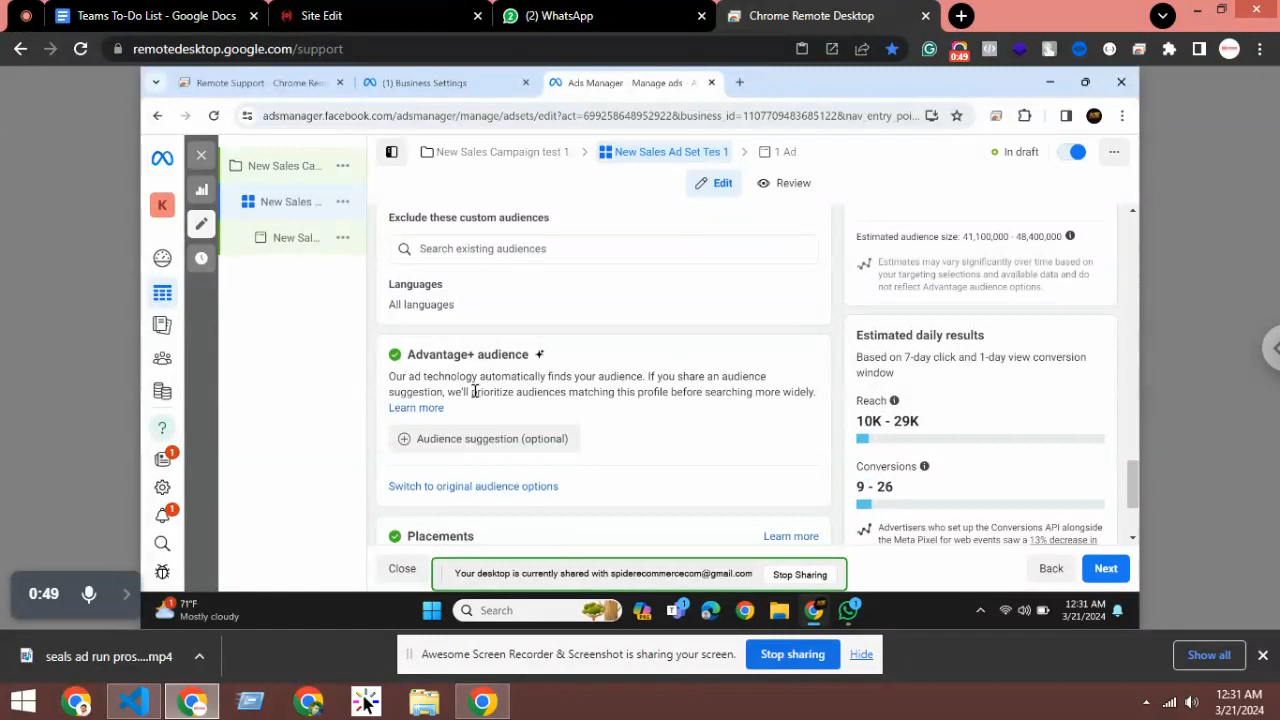 Teams To-Do List - Google Docs
Site Edit
(2) WhatsApp
Chrome Remote Desktop
remotedesktop.google.com/support
0:49
Remote Support - Chrome Rem
(1) Business Settings
Ads Manager - Manage ads - A
adsmanager.facebook.com/adsmanager/manage/adsets/edit?act=699258648952922&business_id=1107709483685122&nav_entry_poi...
New Sales Ca...
New Sales Campaign test 1
New Sales Ad Set Tes 1
1 Ad
In draft
Edit
Review
K
New Sales ...
New Sal...
Exclude these custom audiences
Search existing audiences
Languages
All languages
Estimated audience size: 41,100,000 - 48,400,000
Estimates may vary significantly over time based on
your targeting selections and available data and do
not reflect Advantage audience options.
Advantage+ audience
Our ad technology automatically finds your audience. If you share an audience
suggestion, we'll prioritize audiences matching this profile before searching more widely.
Learn more
Audience suggestion (optional)
Switch to original audience options
Placements
Learn more
Estimated daily results
Based on 7-day click and 1-day view conversion
window
Reach
10K - 29K
Conversions
9 - 26
Advertisers who set up the Conversions API alongside
the Meta Pixel for web events saw a 13% decrease in
1
1
Close
Your desktop is currently shared with spiderecommercecom@gmail.com
Stop Sharing
Back
Next
0:49
71°F
Mostly cloudy
Search
12:31 AM
3/21/2024
seals ad run pros....mp4
Awesome Screen Recorder & Screenshot is sharing your screen.
Stop sharing
Hide
Show all
12:31 AM
3/21/2024